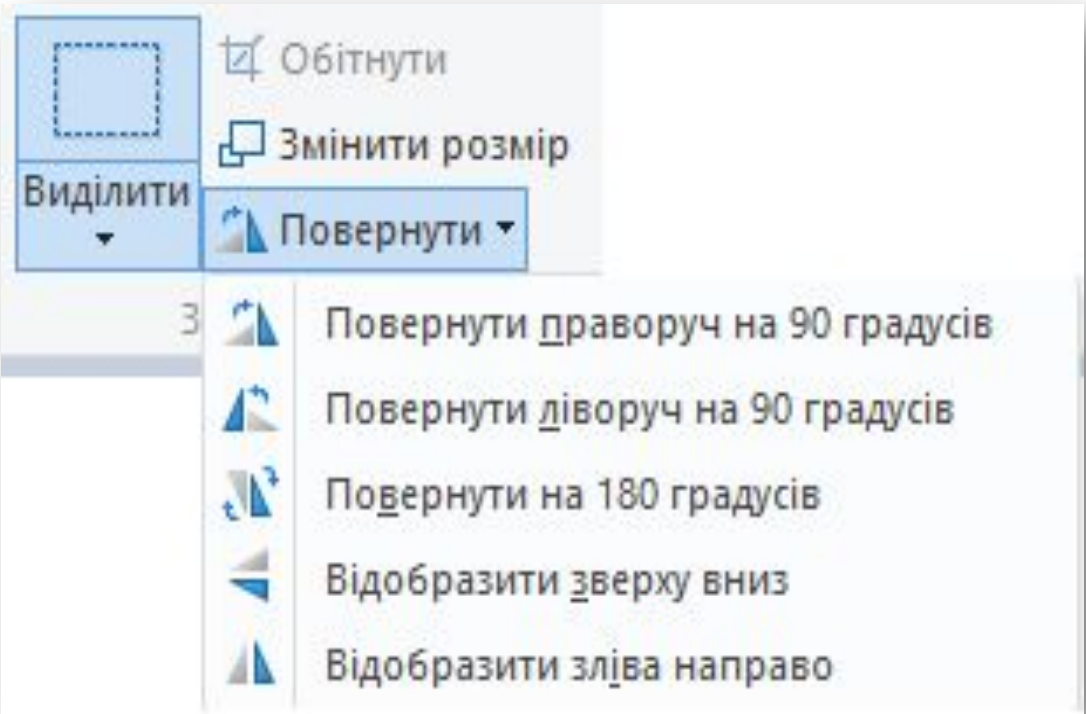 Обітнути
Змінити розмір
Виділити
Повернути
З
Повернути праворуч на 90 градусів
Повернути ліворуч на 90 градусів
Повернути на 180 градусів
Відобразити зверху вниз
Відобразити зліва направо